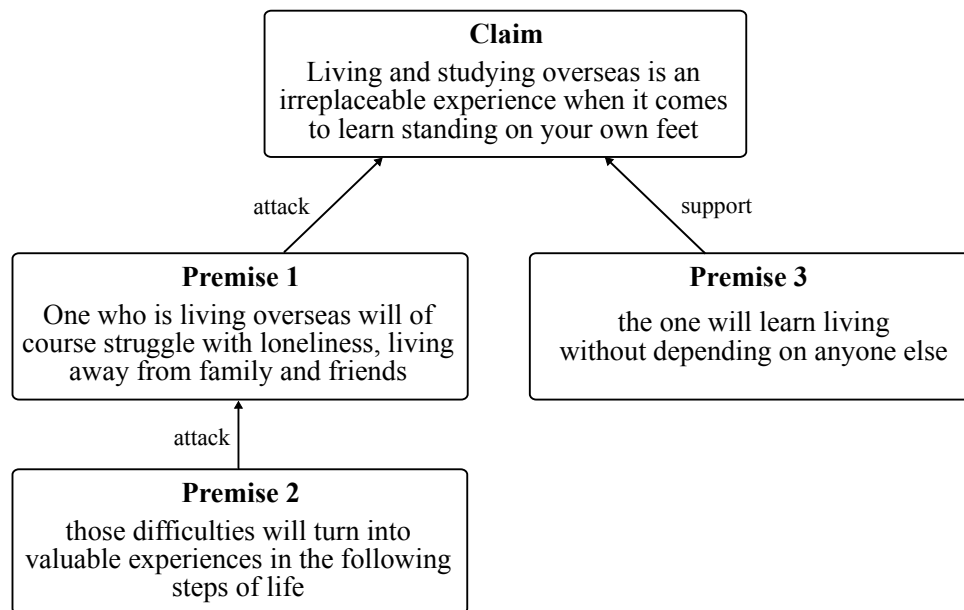 Claim
Living and studying overseas is an
irreplaceable experience when it comes
to learn standing on your own feet
attack
support
Premise 1
One who is living overseas will of
course struggle with loneliness, living
away from family and friends
Premise 3
the one will learn living
without depending on anyone else
attack
Premise 2
those difficulties will turn into
valuable experiences in the following
steps of life